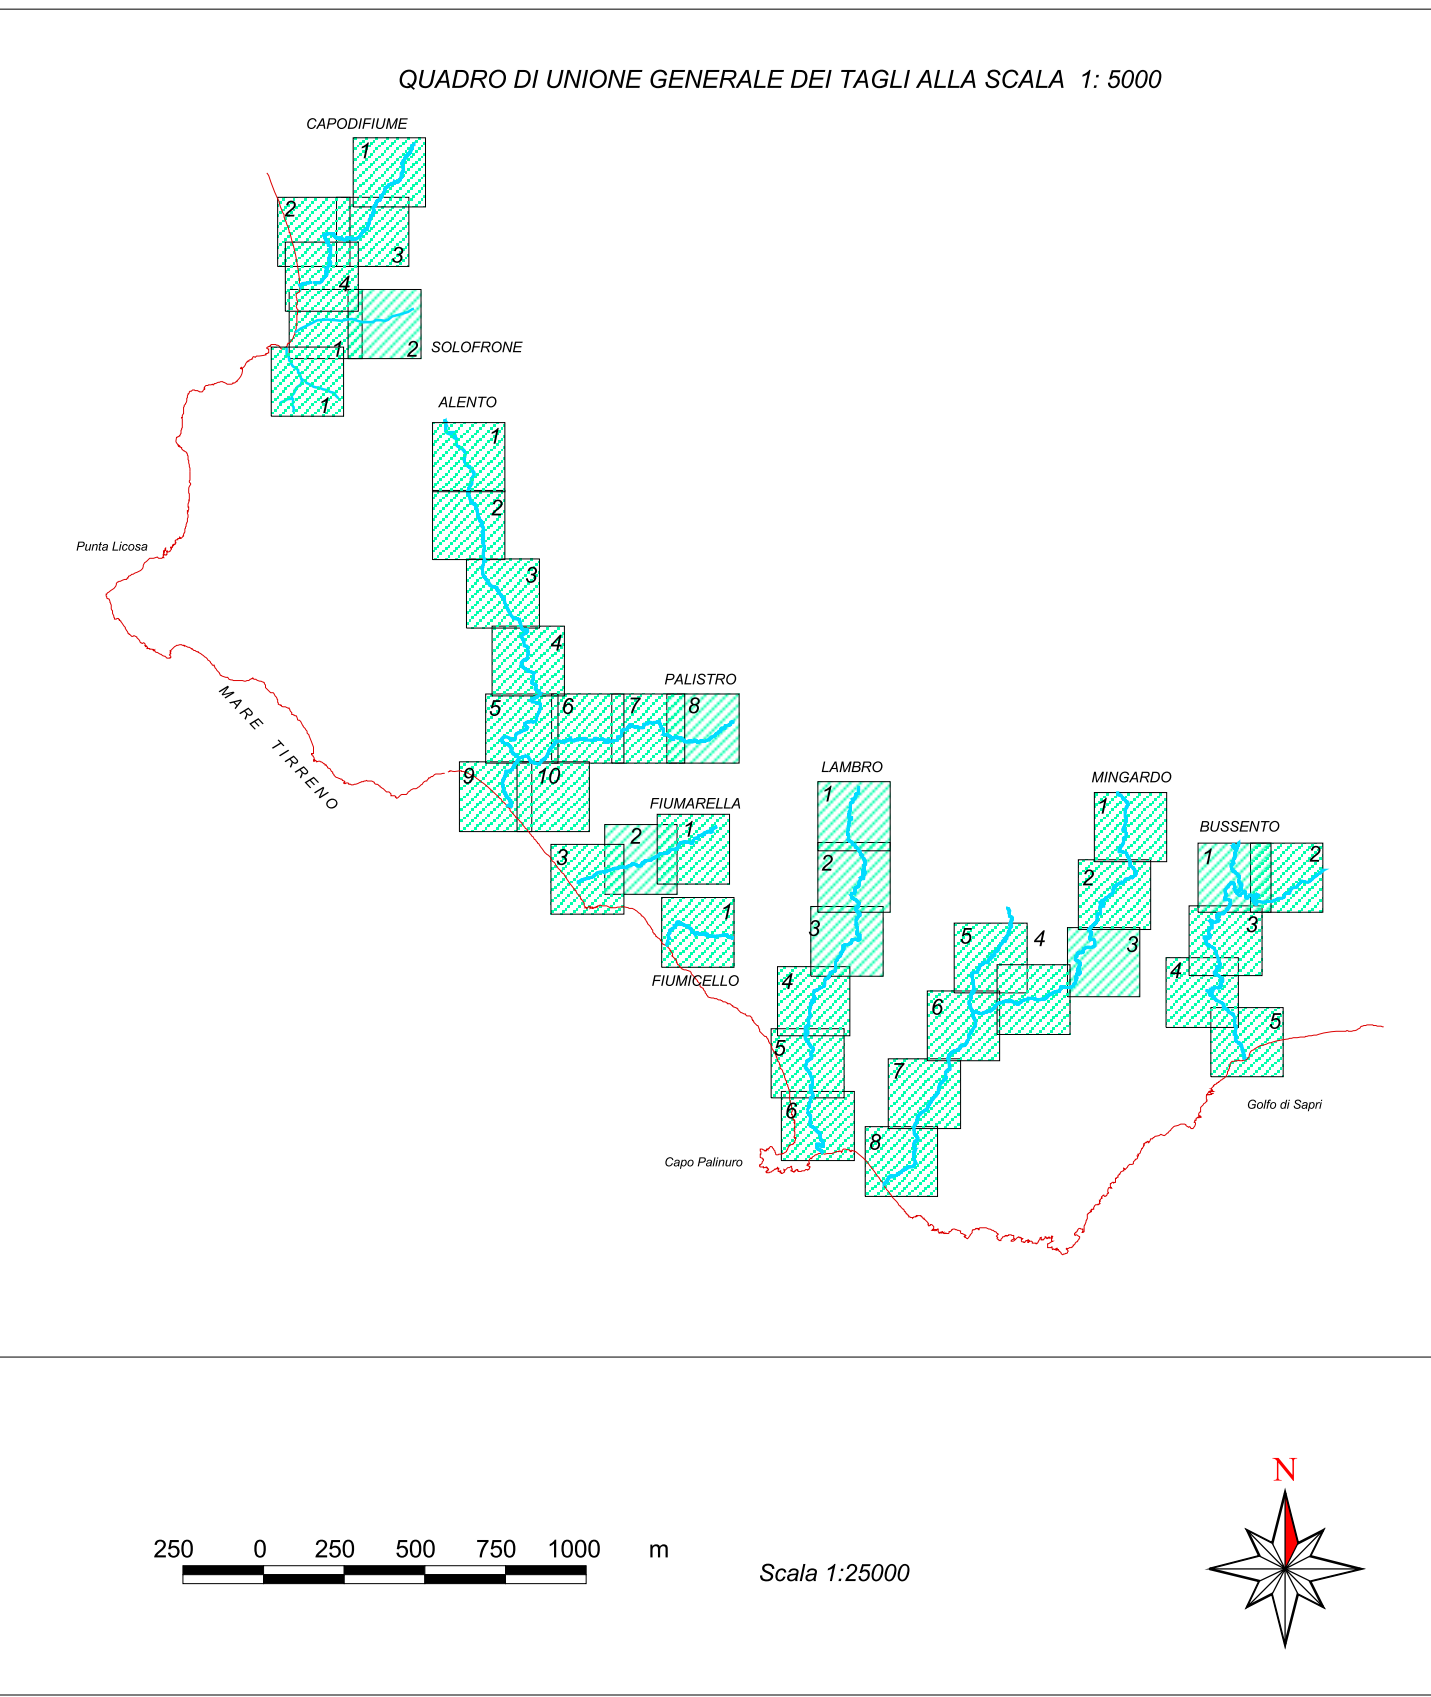 QUADRO DI UNIONE GENERALE DEI TAGLI ALLA SCALA 1: 5000
CAPODIFIUME
1
2
3
4
1
2
SOLOFRONE
1
ALENTO
1
2
3
4
Punta Licosa
MARE TIRRENO
PALISTRO
5
6
7
8
9
10
FIUMARELLA
1
2
3
1
FIUMICELLO
LAMBRO
1
2
3
4
5
6
Capo Palinuro
MINGARDO
1
2
3
4
5
6
7
8
BUSSENTO
1
2
3
4
5
Golfo di Sapri
N
250 0 250 500 750 1000 m
Scala 1:25000